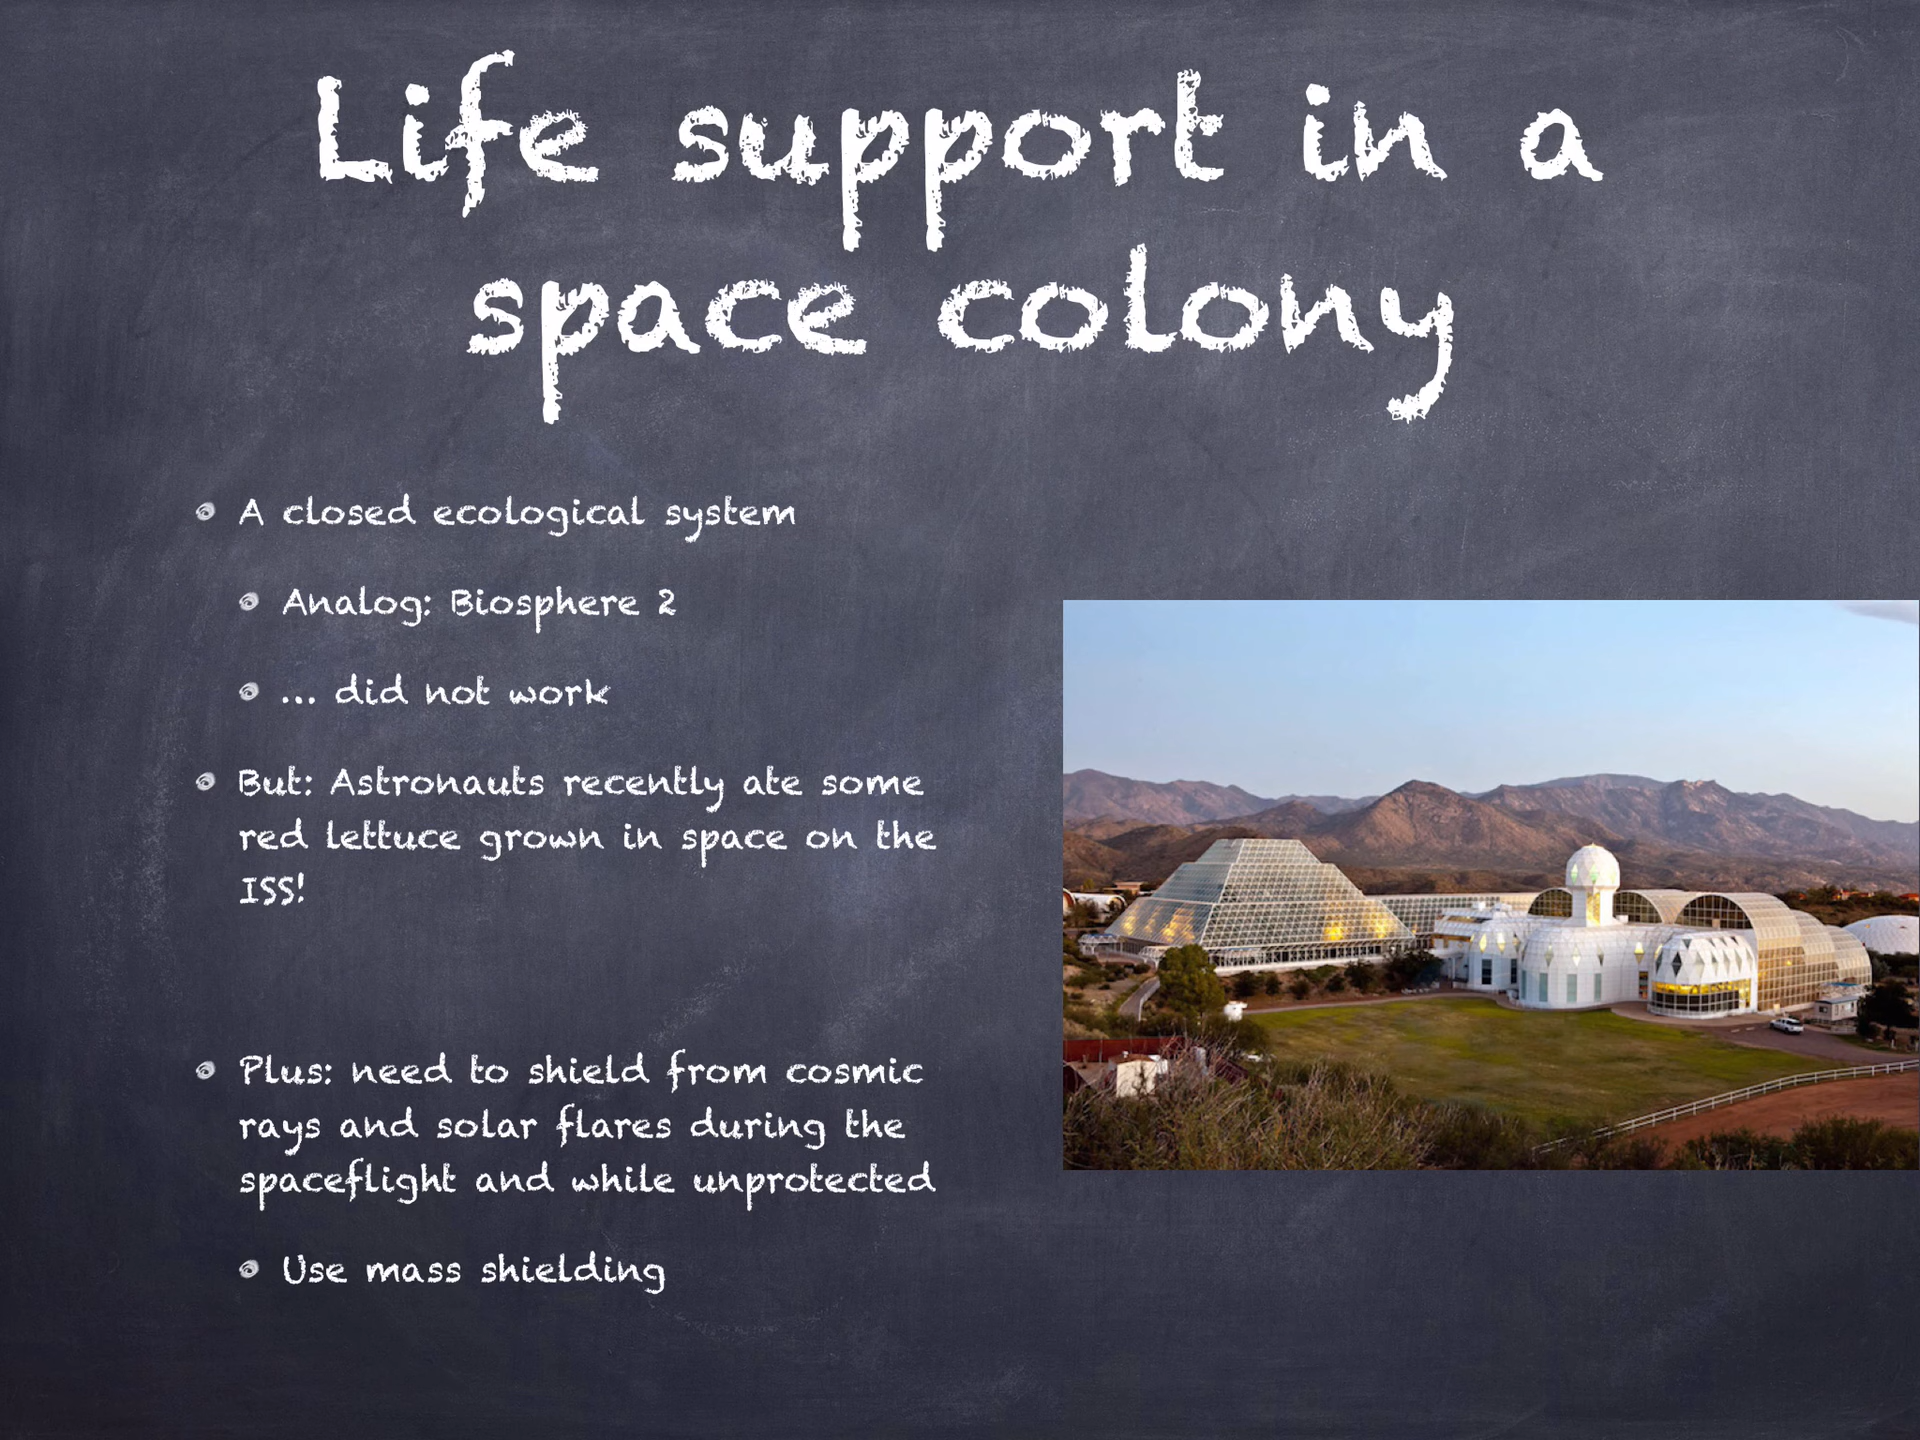 Life support in a
space colony
A closed ecological system
Analog: Biosphere 2
... did not work
But: Astronauts recently ate some
red lettuce grown in space on the
ISS!
Plus: need to shield from cosmic
rays and solar flares during the
spaceflight and while unprotected
Use mass shielding